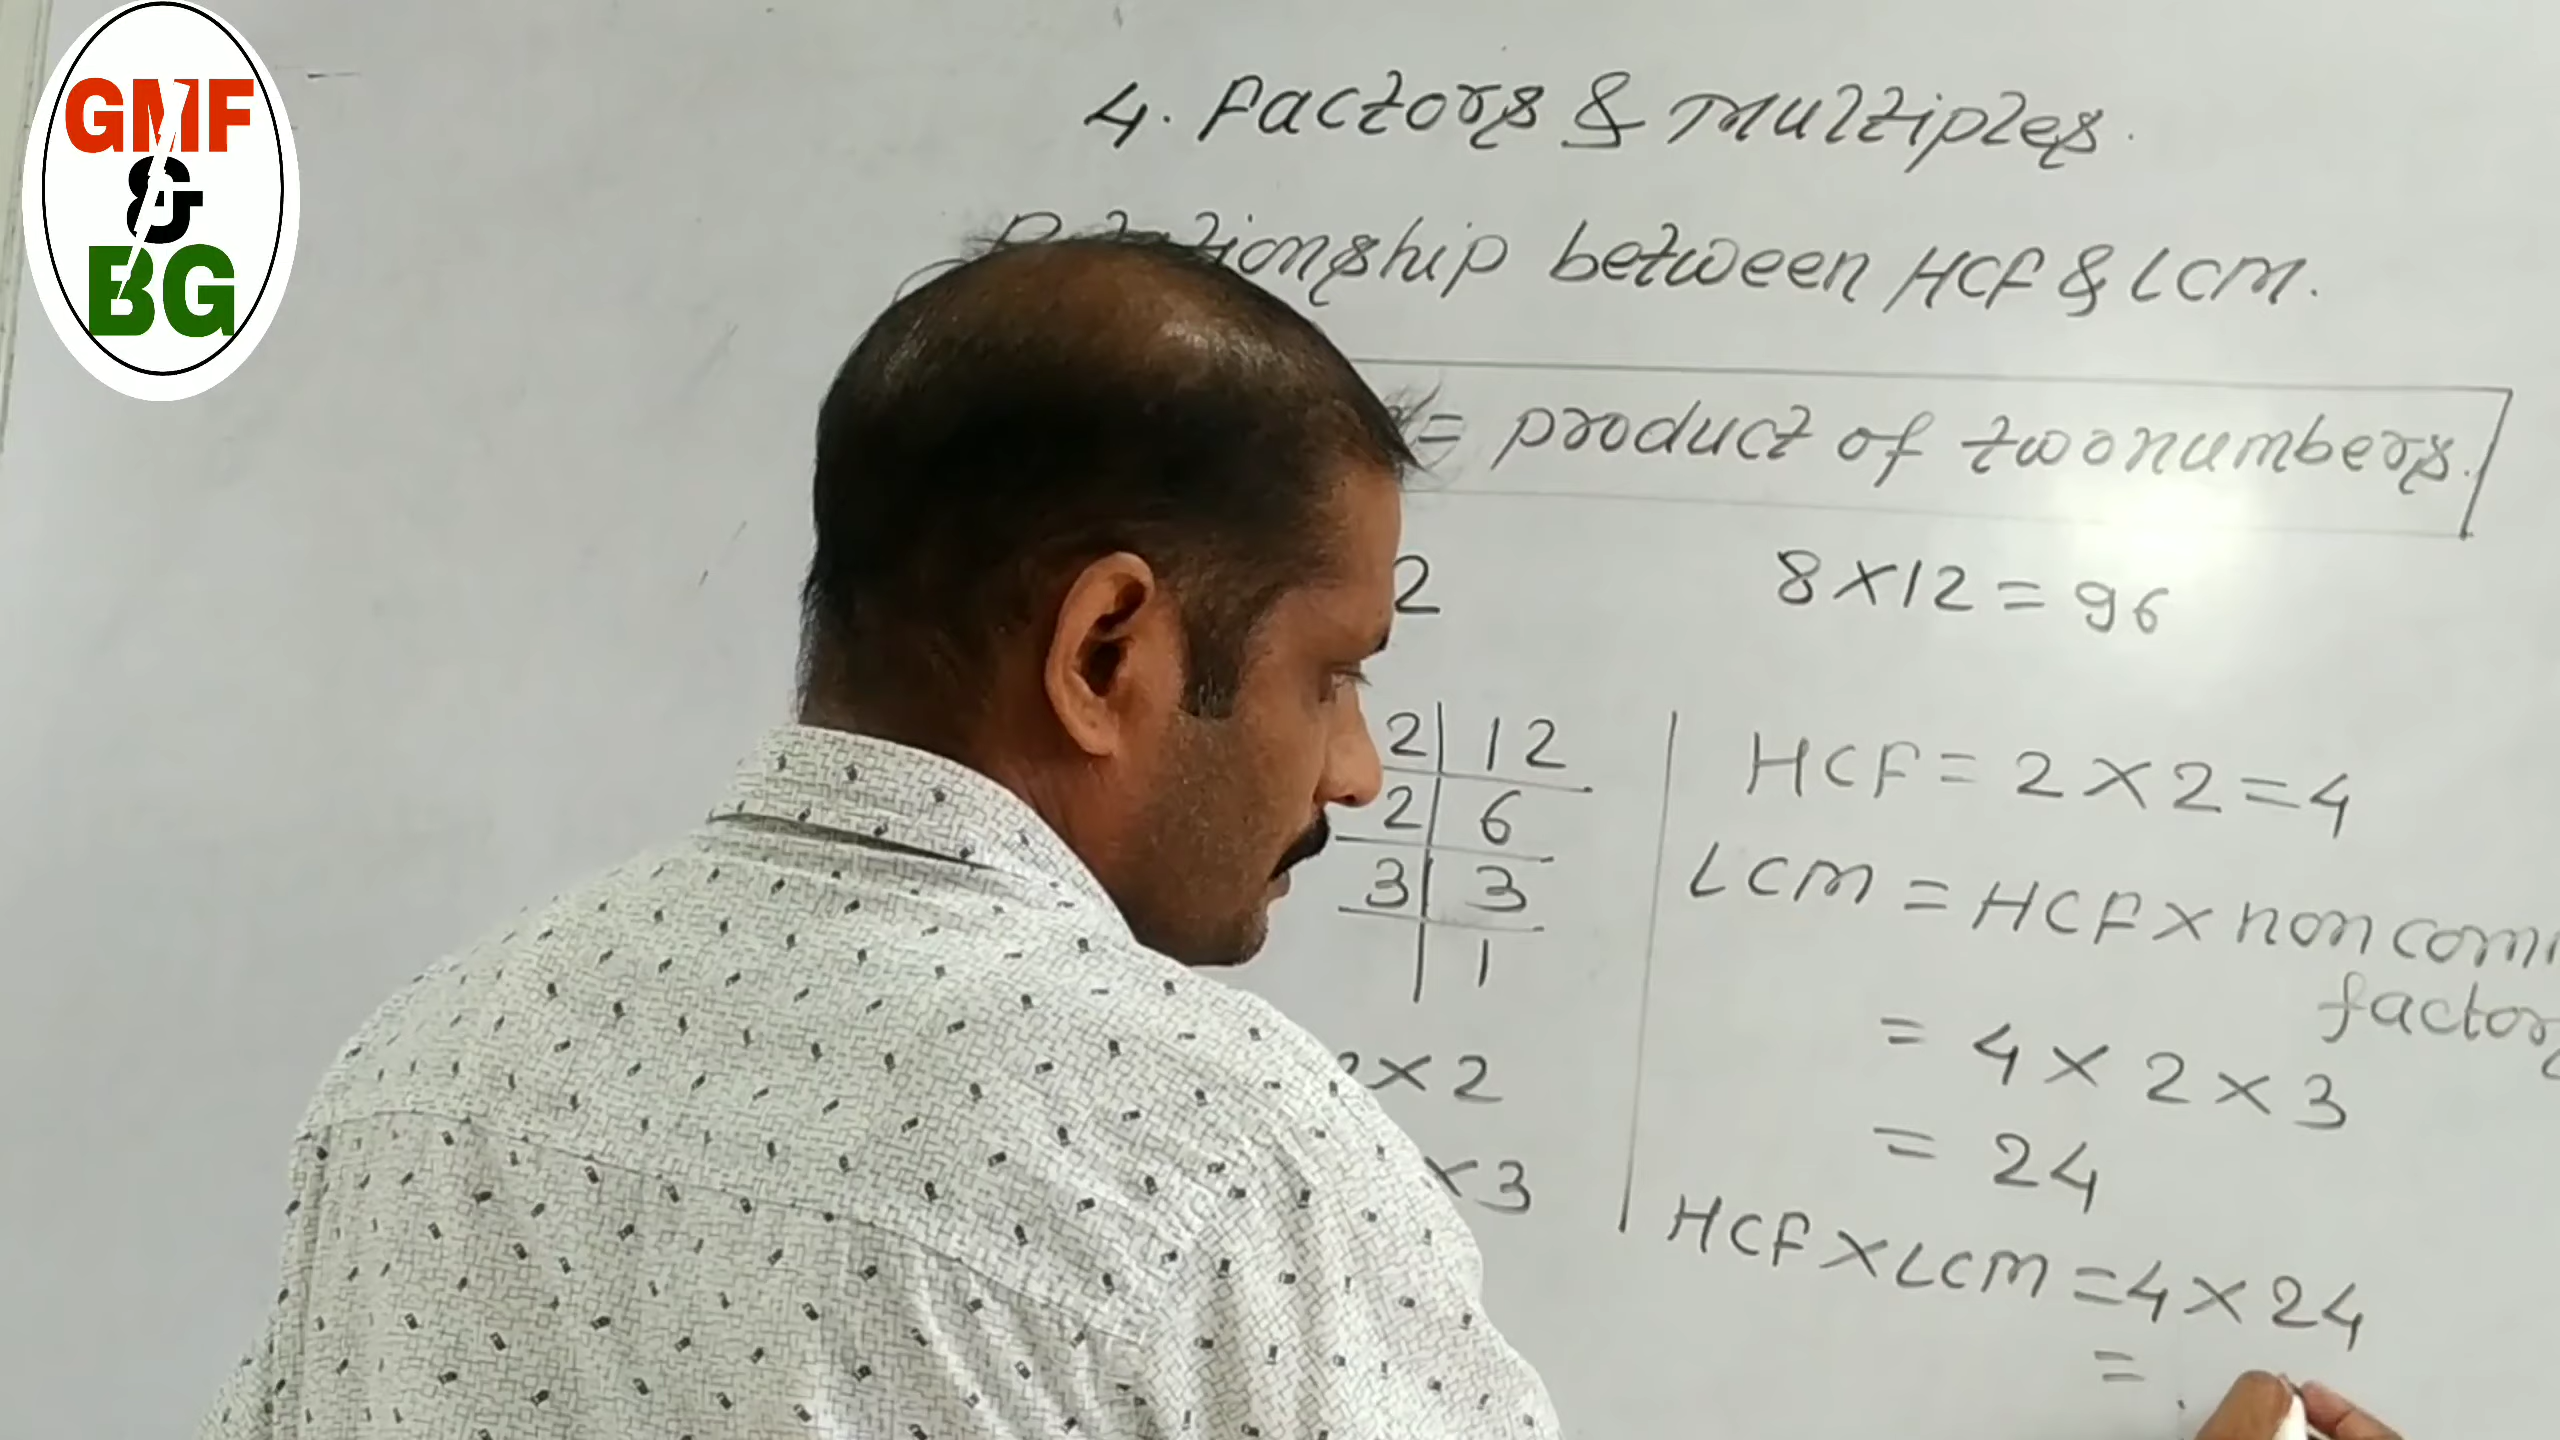 GMF
&
BG
4. Factors & Multiples.
between HCF & LCM.
= product of two numbers.
2
8 X 12 = 96
2 | 12
2 | 6
3 | 3
1
HCF = 2 X 2 = 4
LCM = HCF X non
factor
= 4 X 2 X 3
= 24
X 2
X 3
HCF X LCM = 4 X 24
=